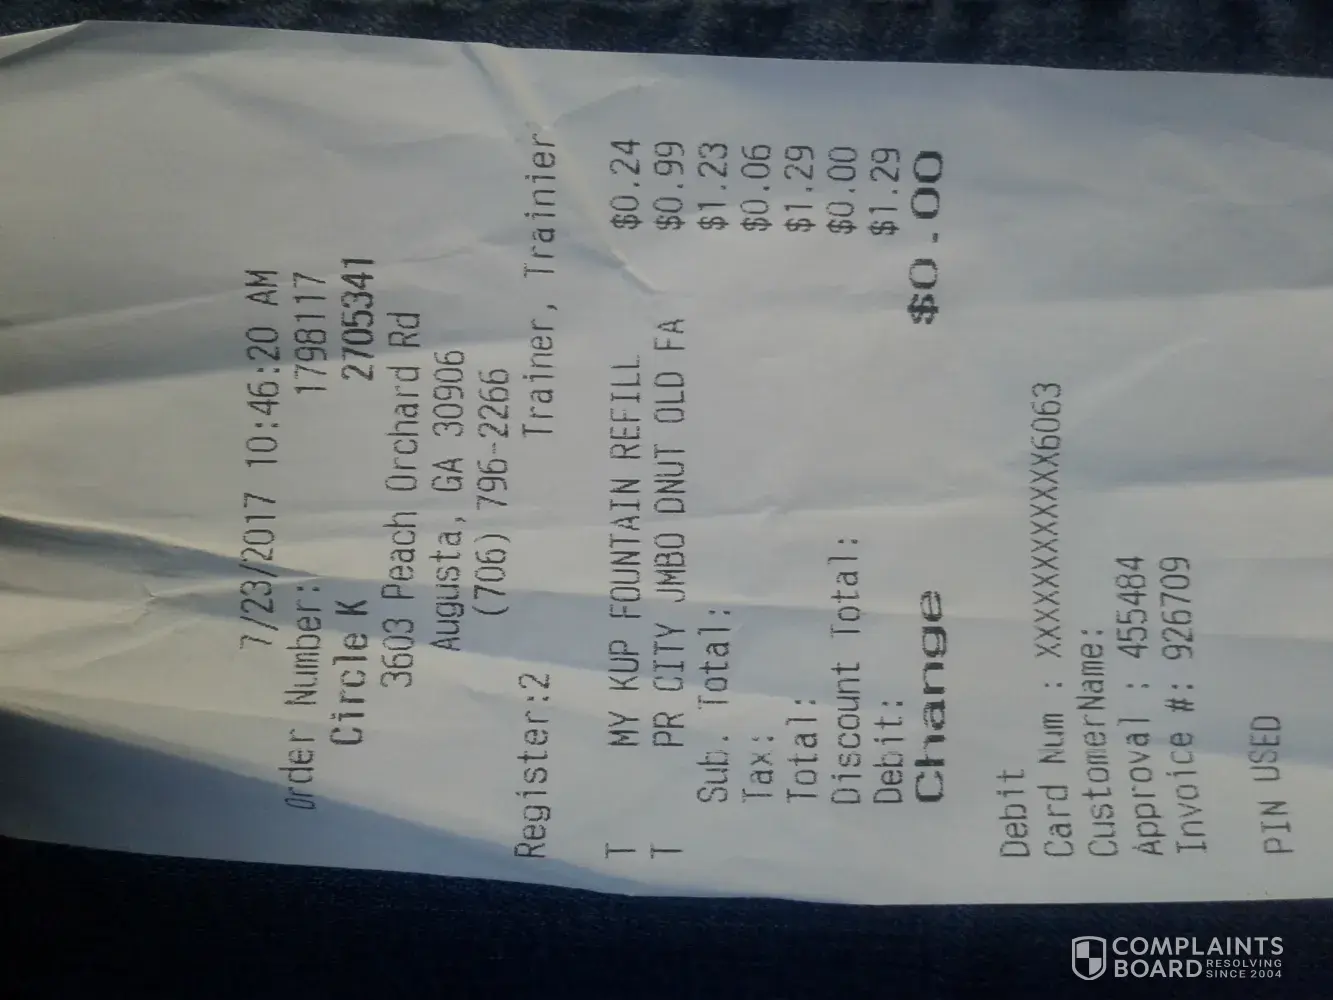 7/23/2017 10:46:20 AM
Order Number: 1798117
Circle K 2705341
3603 Peach Orchard Rd
Augusta, GA 30906
(706) 796-2266
Register:2 Trainer, Trainier
T MY KUP FOUNTAIN REFILL $0.24
T PR CITY JMBO DNUT OLD FA $0.99
Sub. Total: $1.23
Tax: $0.06
Total: $1.29
Discount Total: $0.00
Debit: $1.29
Change $0.00
Debit
Card Num : XXXXXXXXXXXX6063
CustomerName:
Approval : 455484
Invoice #: 926709
PIN USED
COMPLAINTS
BOARD RESOLVING
SINCE 2004